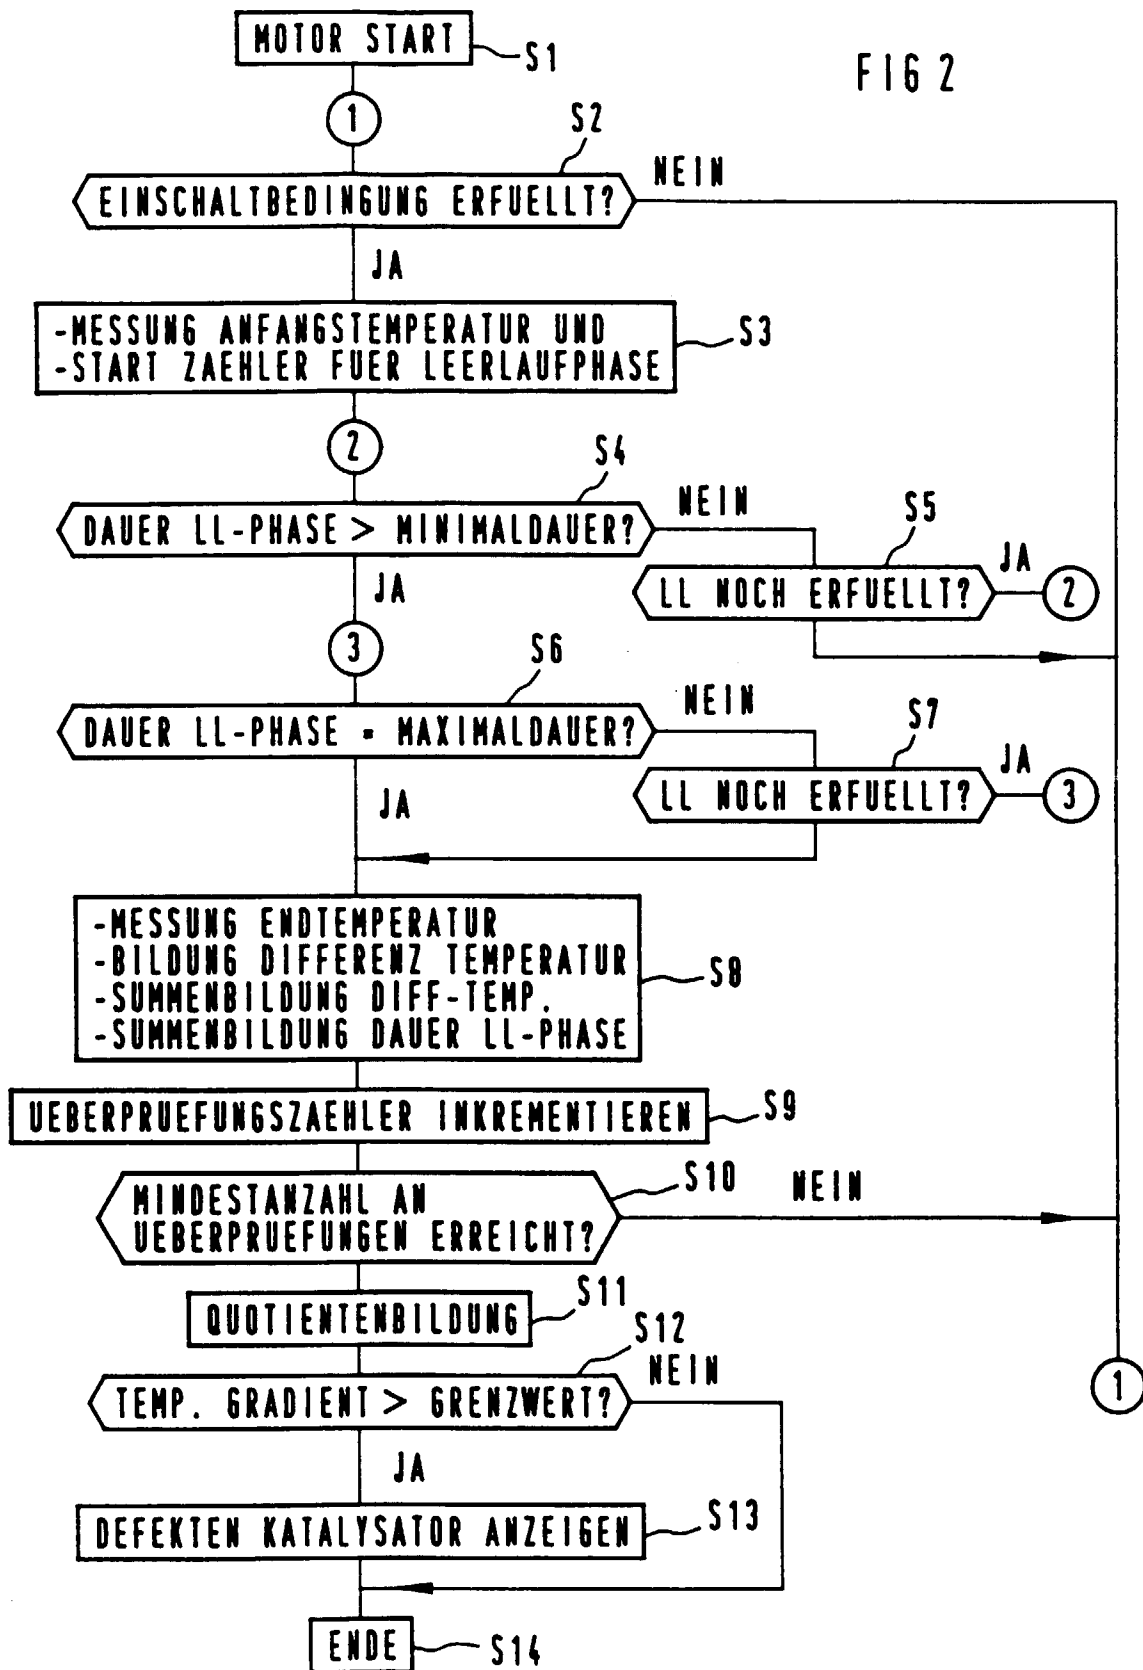 MOTOR START
S1
FIG 2
1
S2
EINSCHALTBEDINGUNG ERFUELLT?
NEIN
JA
-MESSUNG ANFANGSTEMPERATUR UND
-START ZAEHLER FUER LEERLAUFPHASE
S3
2
S4
DAUER LL-PHASE > MINIMALDAUER?
NEIN
S5
JA
LL NOCH ERFUELLT?
JA
2
3
S6
DAUER LL-PHASE = MAXIMALDAUER?
NEIN
S7
JA
LL NOCH ERFUELLT?
JA
3
-MESSUNG ENDTEMPERATUR
-BILDUNG DIFFERENZ TEMPERATUR
-SUMMENBILDUNG DIFF-TEMP.
-SUMMENBILDUNG DAUER LL-PHASE
S8
UEBERPRUEFUNGSZAEHLER INKREMENTIEREN
S9
MINDESTANZAHL AN
UEBERPRUEFUNGEN ERREICHT?
S10
NEIN
QUOTIENTENBILDUNG
S11
S12
TEMP. GRADIENT > GRENZWERT?
NEIN
1
JA
DEFEKTEN KATALYSATOR ANZEIGEN
S13
ENDE
S14